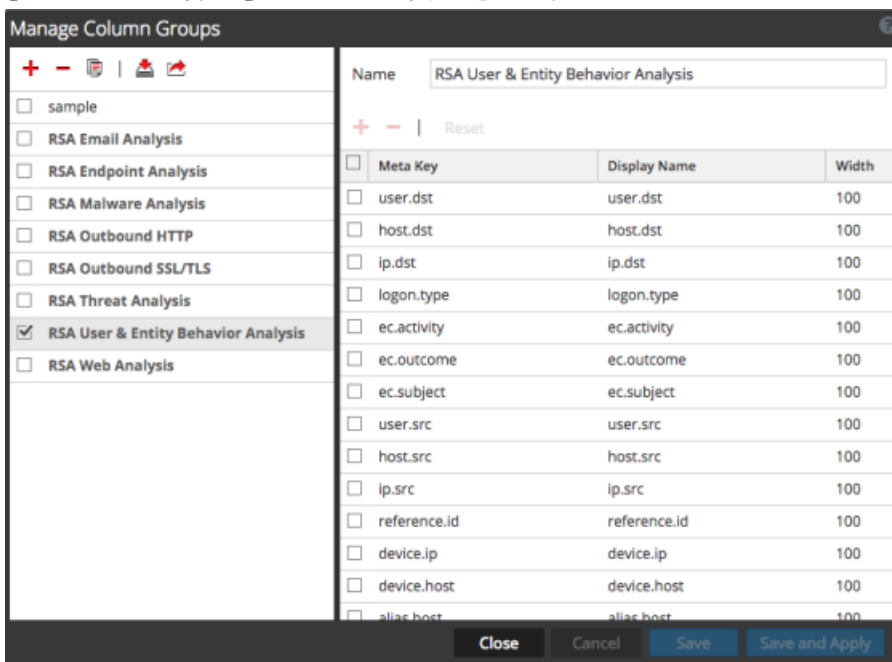 Manage Column Groups
sample
RSA Email Analysis
RSA Endpoint Analysis
RSA Malware Analysis
RSA Outbound HTTP
RSA Outbound SSL/TLS
RSA Threat Analysis
RSA User & Entity Behavior Analysis
RSA Web Analysis
Name RSA User & Entity Behavior Analysis
Reset
Meta Key Display Name Width
user.dst user.dst 100
host.dst host.dst 100
ip.dst ip.dst 100
logon.type logon.type 100
ec.activity ec.activity 100
ec.outcome ec.outcome 100
ec.subject ec.subject 100
user.src user.src 100
host.src host.src 100
ip.src ip.src 100
reference.id reference.id 100
device.ip device.ip 100
device.host device.host 100
alias.host alias.host 100
Close Cancel Save Save and Apply